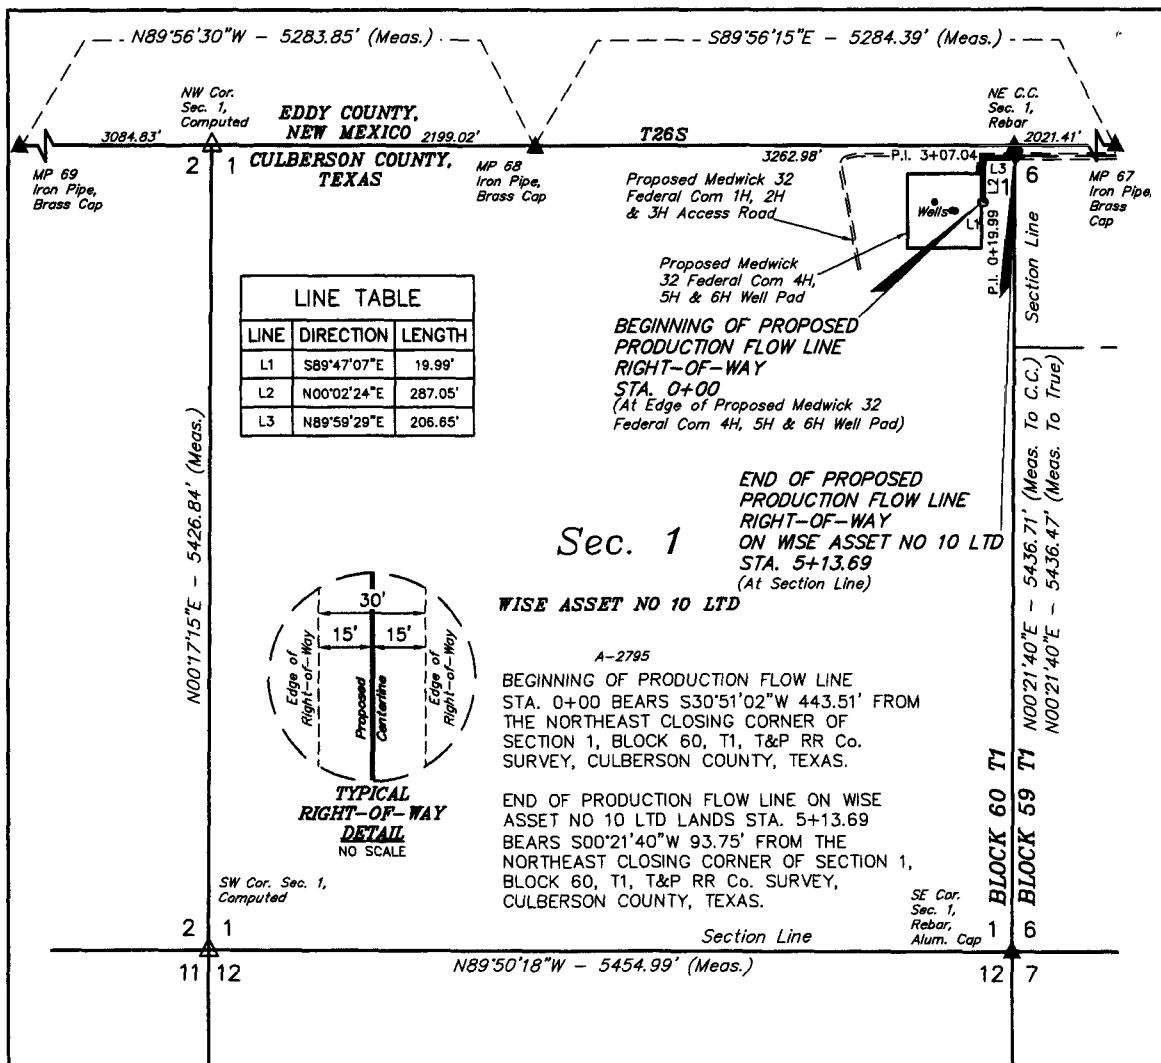 N89°56'30"W - 5283.85' (Meas.)
S89°56'15"E - 5284.39' (Meas.)
NW Cor.
Sec. 1,
Computed
EDDY COUNTY,
NEW MEXICO
NE C.C.
Sec. 1,
Rebar
3084.83'
2199.02'
T26S
2021.41'
2 1
CULBERSON COUNTY,
TEXAS
3262.98'
P.I. 3+07.04
MP 69
Iron Pipe,
Brass Cap
MP 68
Iron Pipe,
Brass Cap
MP 67
Iron Pipe,
Brass
Cap
L3
L2
1 6
L1
P.I. 0+19.99
Wells
Section Line
Proposed Medwick 32
Federal Com 1H, 2H
& 3H Access Road
Proposed Medwick
32 Federal Com 4H,
5H & 6H Well Pad
LINE TABLE
LINE DIRECTION LENGTH
L1 S89°47'07"E 19.99'
L2 N00°02'24"E 287.05'
L3 N89°59'29"E 206.65'
BEGINNING OF PROPOSED
PRODUCTION FLOW LINE
RIGHT-OF-WAY
STA. 0+00
(At Edge of Proposed Medwick 32
Federal Com 4H, 5H & 6H Well Pad)
N00°17'15"E - 5426.84' (Meas.)
N00°21'40"E - 5436.71' (Meas. To C.C.)
N00°21'40"E - 5436.47' (Meas. To True)
END OF PROPOSED
PRODUCTION FLOW LINE
RIGHT-OF-WAY
ON WISE ASSET NO 10 LTD
STA. 5+13.69
(At Section Line)
Sec. 1
WISE ASSET NO 10 LTD
30'
15' 15'
Edge of
Right-of-Way
Proposed
Centerline
Edge of
Right-of-Way
TYPICAL
RIGHT-OF-WAY
DETAIL
NO SCALE
A-2795
BEGINNING OF PRODUCTION FLOW LINE
STA. 0+00 BEARS S30°51'02"W 443.51' FROM
THE NORTHEAST CLOSING CORNER OF
SECTION 1, BLOCK 60, T1, T&P RR Co.
SURVEY, CULBERSON COUNTY, TEXAS.
END OF PRODUCTION FLOW LINE ON WISE
ASSET NO 10 LTD LANDS STA. 5+13.69
BEARS S00°21'40"W 93.75' FROM THE
NORTHEAST CLOSING CORNER OF SECTION 1,
BLOCK 60, T1, T&P RR Co. SURVEY,
CULBERSON COUNTY, TEXAS.
BLOCK 60 T1
BLOCK 59 T1
SW Cor. Sec. 1,
Computed
SE Cor.
Sec. 1,
Rebar,
Alum. Cap
2 1
Section Line
1 6
11 12
N89°50'18"W - 5454.99' (Meas.)
12 7